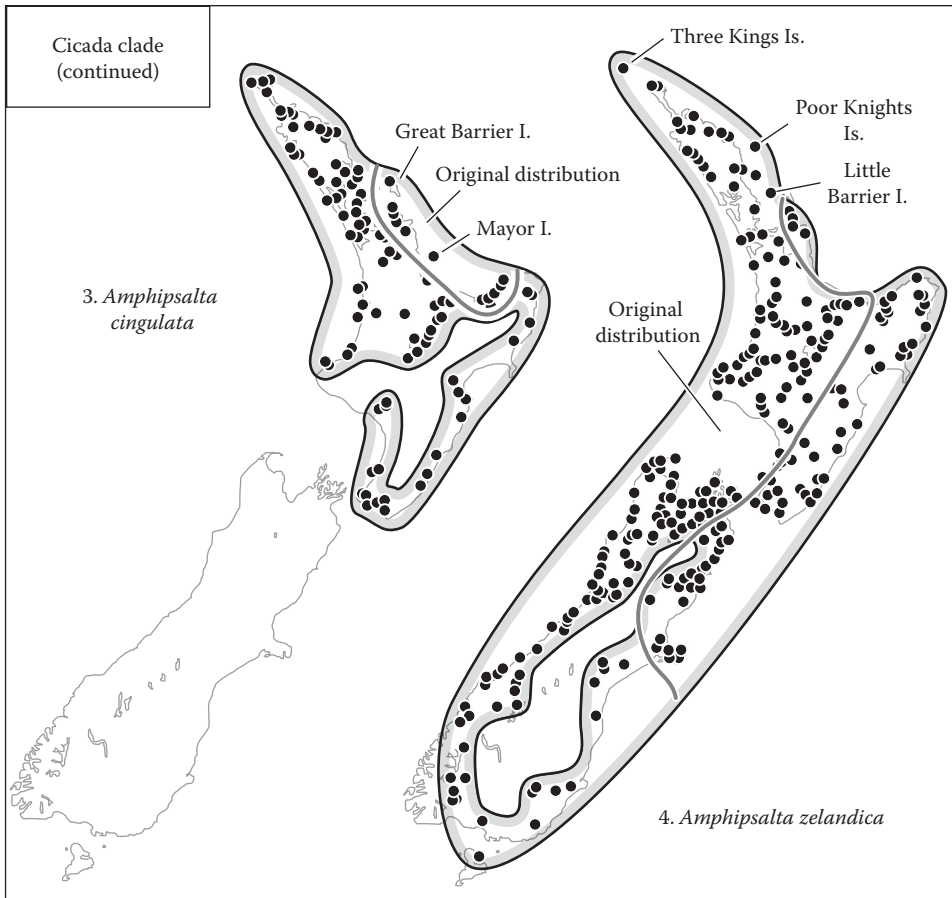 Cicada clade
(continued)
Three Kings Is.
Great Barrier I.
Poor Knights
Is.
Original distribution
Little
Barrier I.
Mayor I.
3. Amphipsalta
cingulata
Original
distribution
4. Amphipsalta zelandica